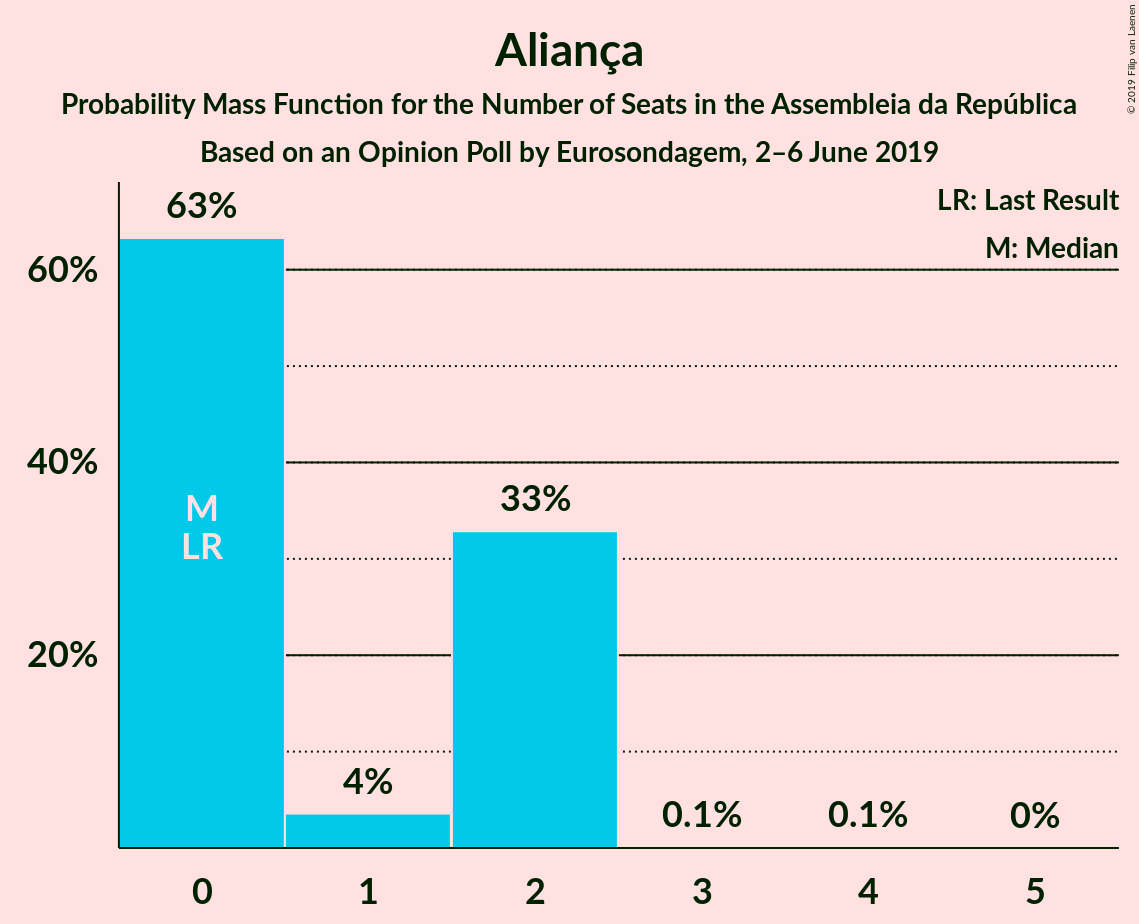 Aliança
Probability Mass Function for the Number of Seats in the Assembleia da República
Based on an Opinion Poll by Eurosondagem, 2–6 June 2019
© 2019 Filip van Laenen
LR: Last Result
M: Median
63%
60%
40%
20%
M
LR
4%
33%
0.1%
0.1%
0%
0
1
2
3
4
5